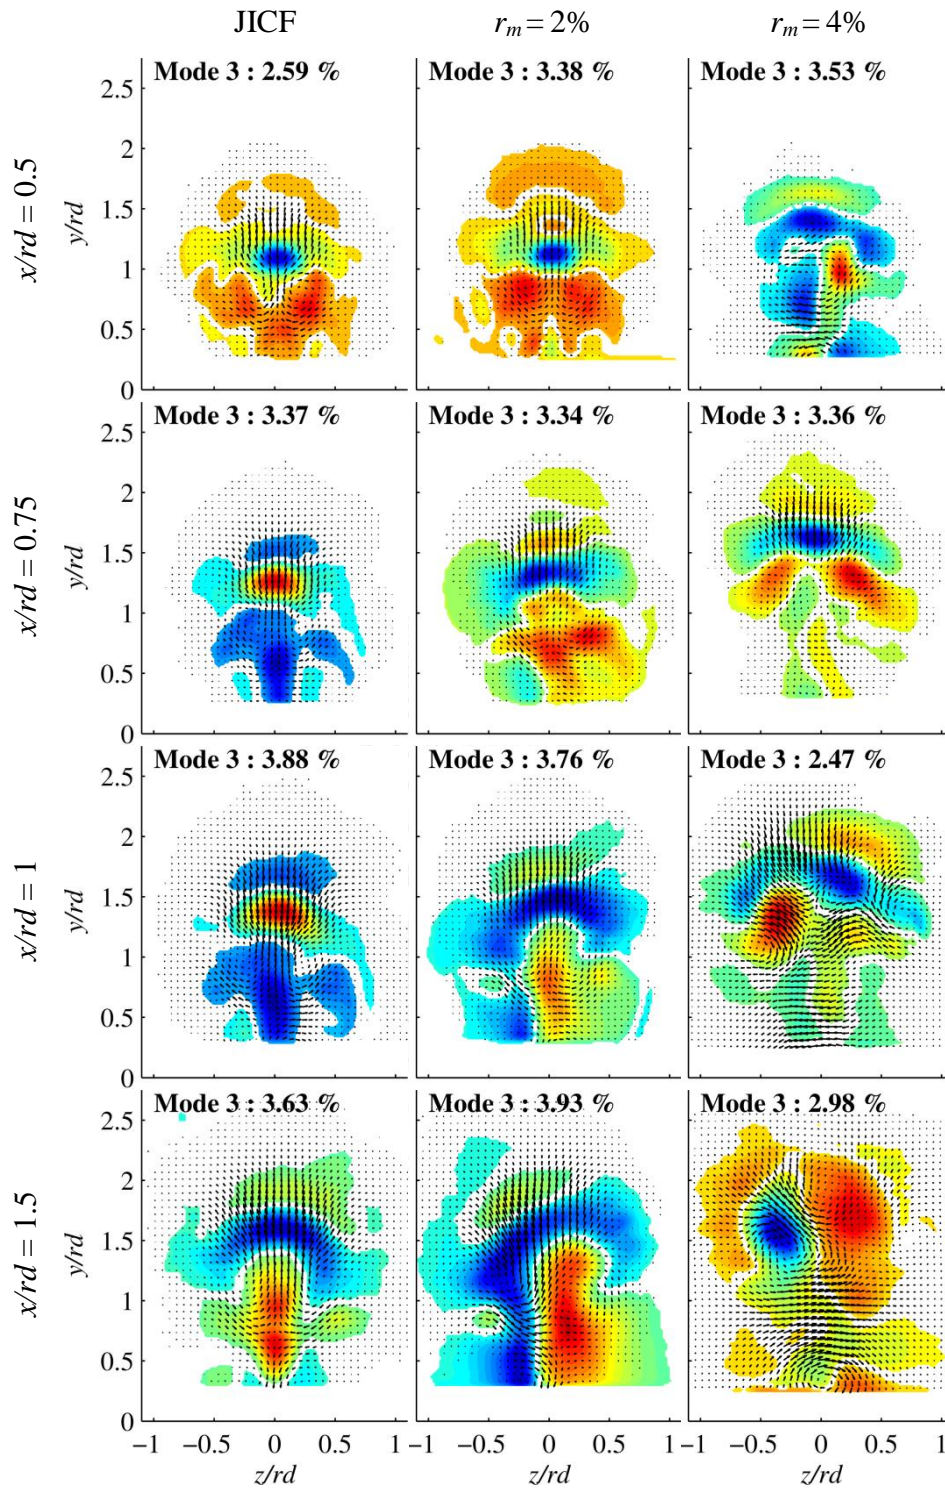 JICF r_m = 2% r_m = 4%
x/rd = 0.5
y/rd
2.5
2
1.5
1
0.5
0
Mode 3 : 2.59 % Mode 3 : 3.38 % Mode 3 : 3.53 %
x/rd = 0.75
y/rd
2.5
2
1.5
1
0.5
0
Mode 3 : 3.37 % Mode 3 : 3.34 % Mode 3 : 3.36 %
x/rd = 1
y/rd
2.5
2
1.5
1
0.5
0
Mode 3 : 3.88 % Mode 3 : 3.76 % Mode 3 : 2.47 %
x/rd = 1.5
y/rd
2.5
2
1.5
1
0.5
0
Mode 3 : 3.63 % Mode 3 : 3.93 % Mode 3 : 2.98 %
−1 −0.5 0 0.5 1 −0.5 0 0.5 1 −0.5 0 0.5 1
z/rd z/rd z/rd